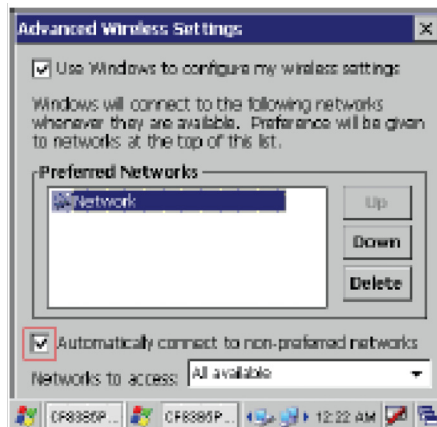 Advanced Wireless Settings
Use Windows to configure my wireless settings
Windows will connect to the following networks
whenever they are available. Preference will be given
to networks at the top of this list.
Preferred Networks
Network
Up
Down
Delete
Automatically connect to non-preferred networks
Networks to access: All available
CF8385P... CF8385P... 12:22 AM